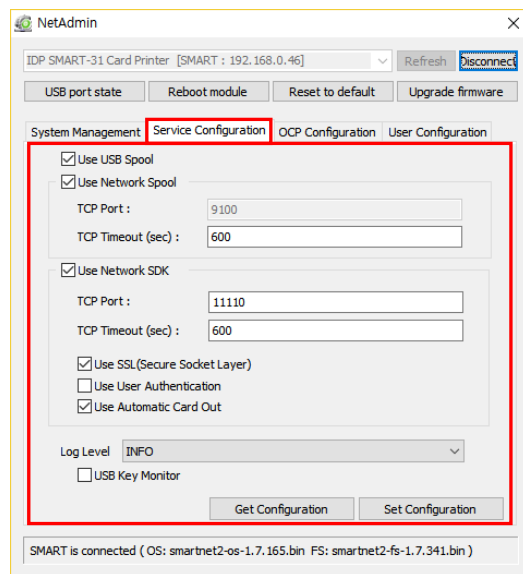 NetAdmin
IDP SMART-31 Card Printer [SMART : 192.168.0.46] Refresh Disconnect
USB port state Reboot module Reset to default Upgrade firmware
System Management Service Configuration OCP Configuration User Configuration
Use USB Spool
Use Network Spool
TCP Port : 9100
TCP Timeout (sec) : 600
Use Network SDK
TCP Port : 11110
TCP Timeout (sec) : 600
Use SSL(Secure Socket Layer)
Use User Authentication
Use Automatic Card Out
Log Level INFO
USB Key Monitor
Get Configuration Set Configuration
SMART is connected ( OS: smartnet2-os-1.7.165.bin FS: smartnet2-fs-1.7.341.bin )